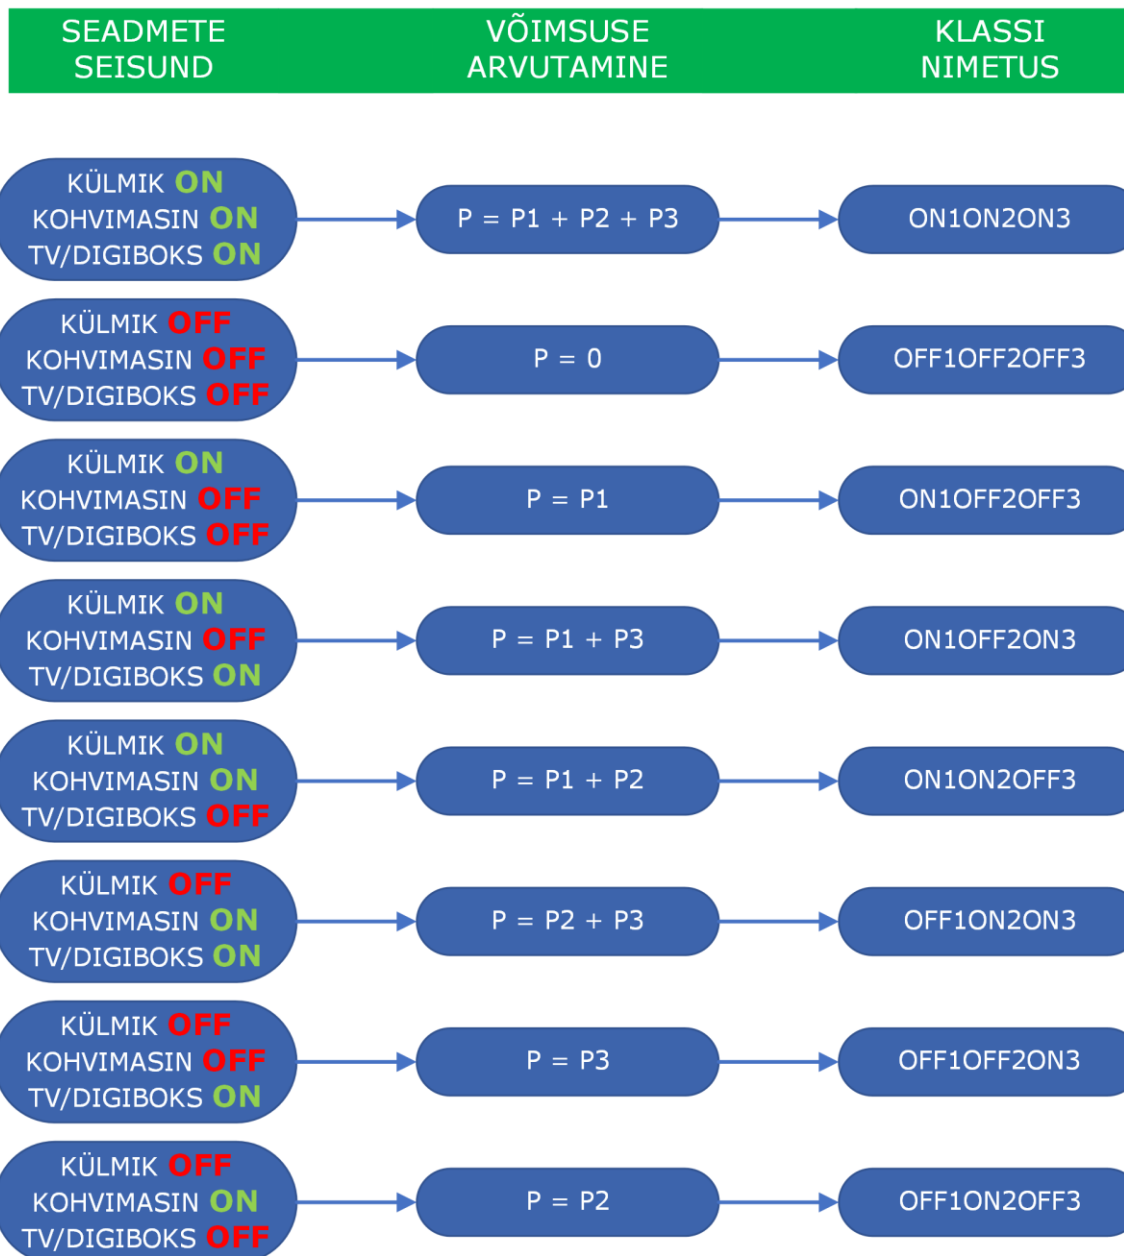 SEADMETE
SEISUND
VÕIMSUSE
ARVUTAMINE
KLASSI
NIMETUS
KÜLMIK ON
KOHVIMASIN ON
TV/DIGIBOKS ON
P = P1 + P2 + P3
ON1ON2ON3
KÜLMIK OFF
KOHVIMASIN OFF
TV/DIGIBOKS OFF
P = 0
OFF1OFF2OFF3
KÜLMIK ON
KOHVIMASIN OFF
TV/DIGIBOKS OFF
P = P1
ON1OFF2OFF3
KÜLMIK ON
KOHVIMASIN OFF
TV/DIGIBOKS ON
P = P1 + P3
ON1OFF2ON3
KÜLMIK ON
KOHVIMASIN ON
TV/DIGIBOKS OFF
P = P1 + P2
ON1ON2OFF3
KÜLMIK OFF
KOHVIMASIN ON
TV/DIGIBOKS ON
P = P2 + P3
OFF1ON2ON3
KÜLMIK OFF
KOHVIMASIN OFF
TV/DIGIBOKS ON
P = P3
OFF1OFF2ON3
KÜLMIK OFF
KOHVIMASIN ON
TV/DIGIBOKS OFF
P = P2
OFF1ON2OFF3